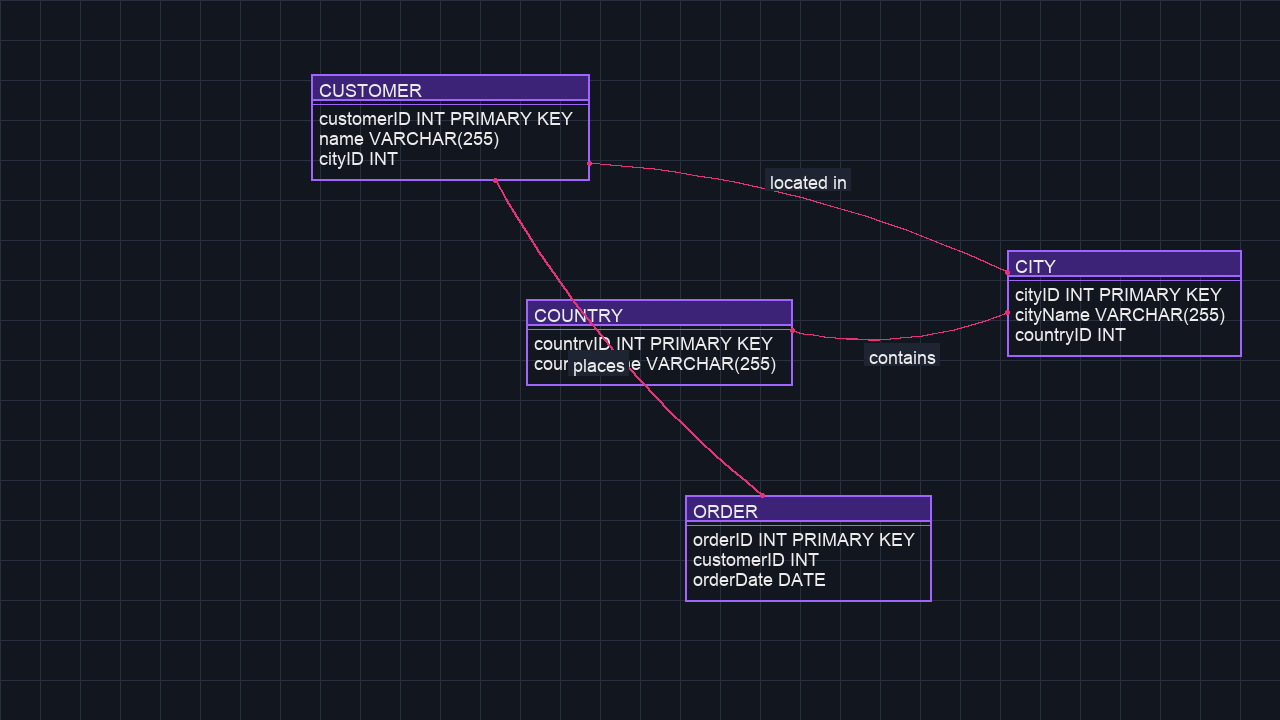 CUSTOMER
customerID INT PRIMARY KEY
name VARCHAR(255)
cityID INT
located in
CITY
cityID INT PRIMARY KEY
cityName VARCHAR(255)
countryID INT
COUNTRY
countryID INT PRIMARY KEY
VARCHAR(255)
places
contains
ORDER
orderID INT PRIMARY KEY
customerID INT
orderDate DATE